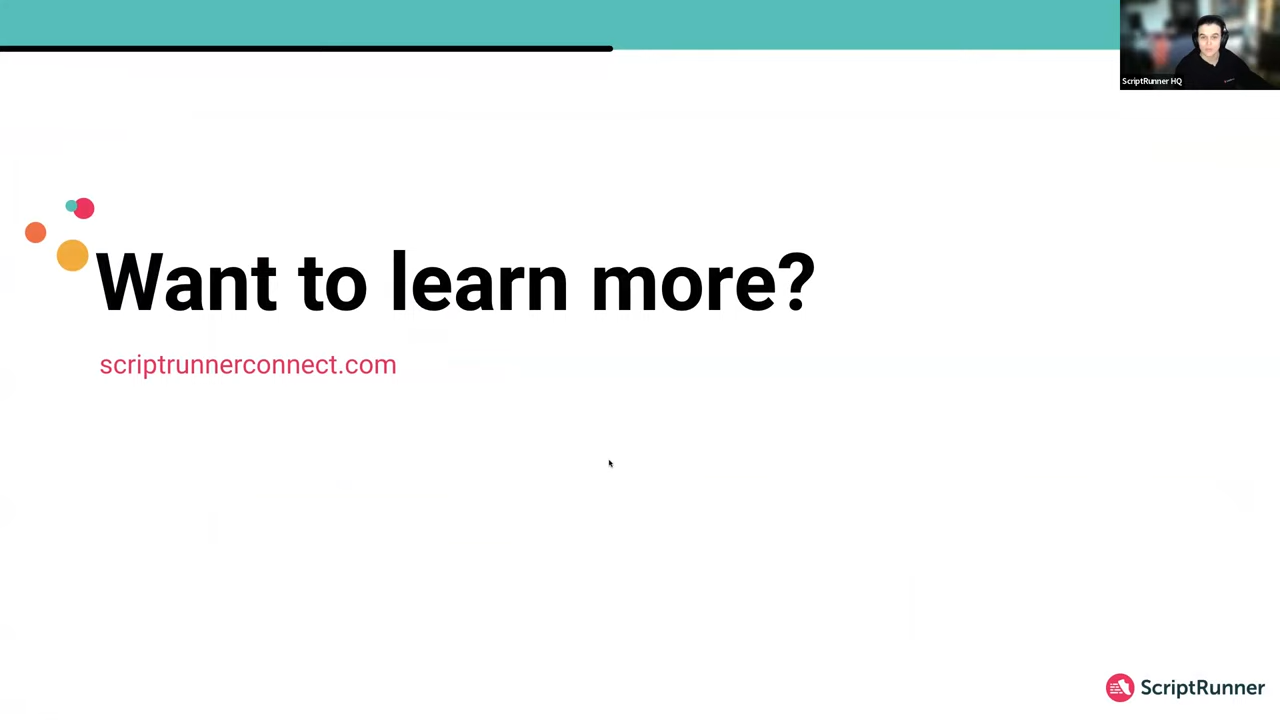 ScriptRunner HQ
Want to learn more?
scriptrunnerconnect.com
ScriptRunner